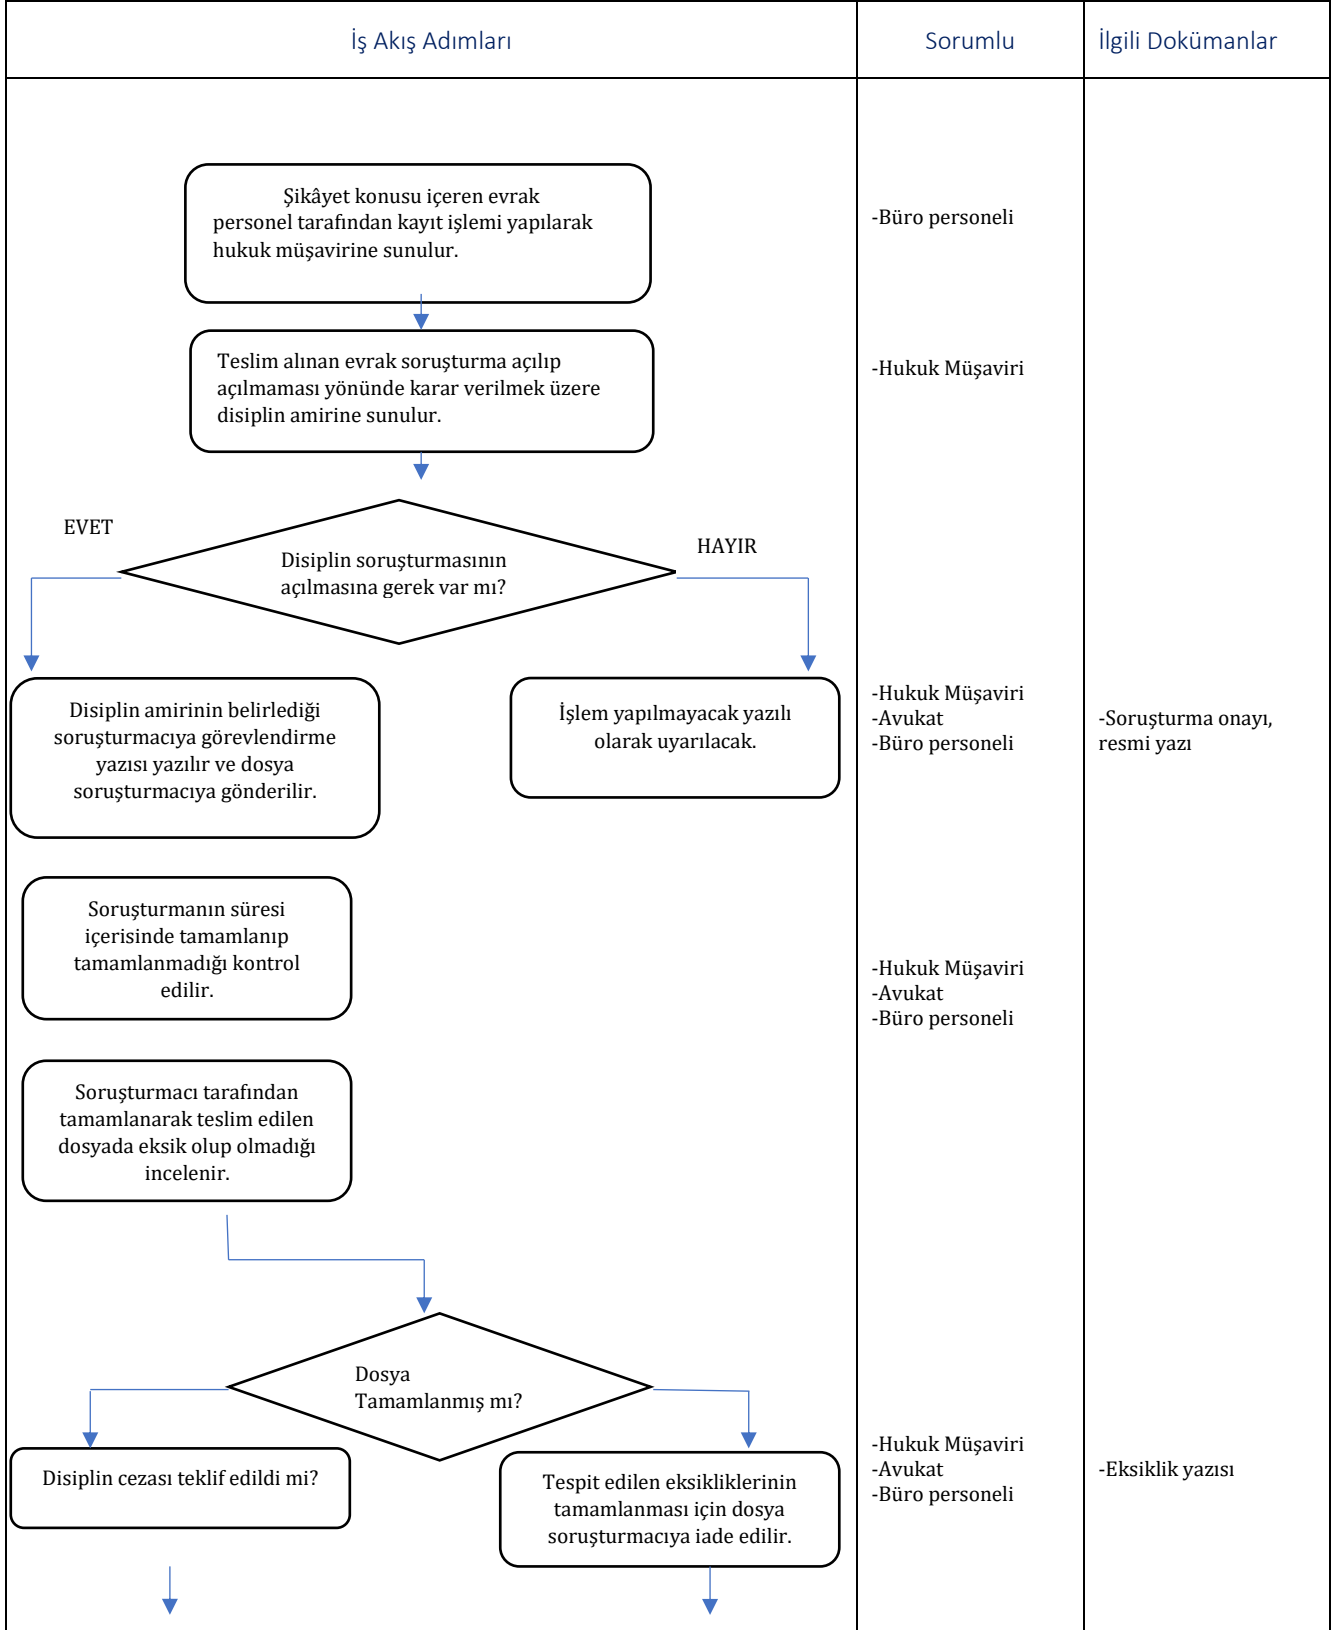 İş Akış Adımları
Sorumlu
İlgili Dokümanlar
Şikâyet konusu içeren evrak
personel tarafından kayıt işlemi yapılarak
hukuk müşavirine sunulur.
-Büro personeli
Teslim alınan evrak soruşturma açılıp
açılmaması yönünde karar verilmek üzere
disiplin amirine sunulur.
-Hukuk Müşaviri
EVET
HAYIR
Disiplin soruşturmasının
açılmasına gerek var mı?
Disiplin amirinin belirlediği
soruşturmacıya görevlendirme
yazısı yazılır ve dosya
soruşturmacıya gönderilir.
İşlem yapılmayacak yazılı
olarak uyarılacak.
-Hukuk Müşaviri
-Avukat
-Büro personeli
-Soruşturma onayı,
resmi yazı
Soruşturmanın süresi
içerisinde tamamlanıp
tamamlanmadığı kontrol
edilir.
-Hukuk Müşaviri
-Avukat
-Büro personeli
Soruşturmacı tarafından
tamamlanarak teslim edilen
dosyada eksik olup olmadığı
incelenir.
Dosya
Tamamlanmış mı?
Disiplin cezası teklif edildi mi?
Tespit edilen eksikliklerinin
tamamlanması için dosya
soruşturmacıya iade edilir.
-Hukuk Müşaviri
-Avukat
-Büro personeli
-Eksiklik yazısı